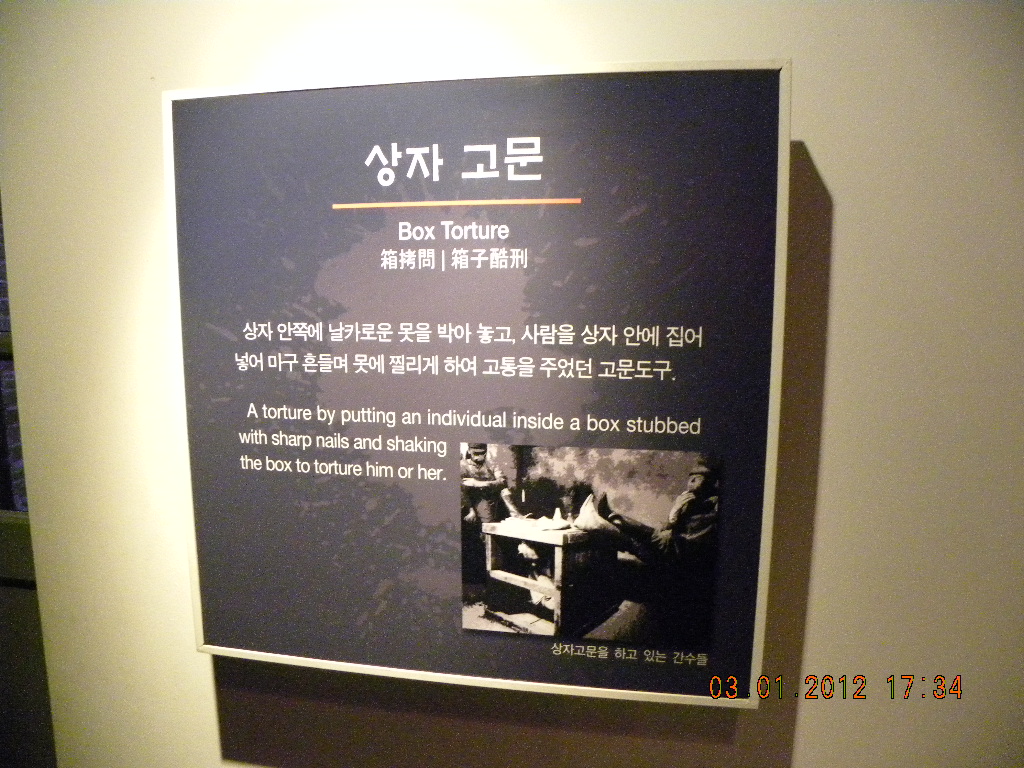 상자 고문
Box Torture
箱拷問 | 箱子酷刑
상자 안쪽에 날카로운 못을 박아 놓고, 사람을 상자 안에 집어
넣어 마구 흔들며 못에 찔리게 하여 고통을 주었던 고문도구.
A torture by putting an individual inside a box stubbed
with sharp nails and shaking
the box to torture him or her.
상자고문을 하고 있는 간수들
03.01.2012 17:34